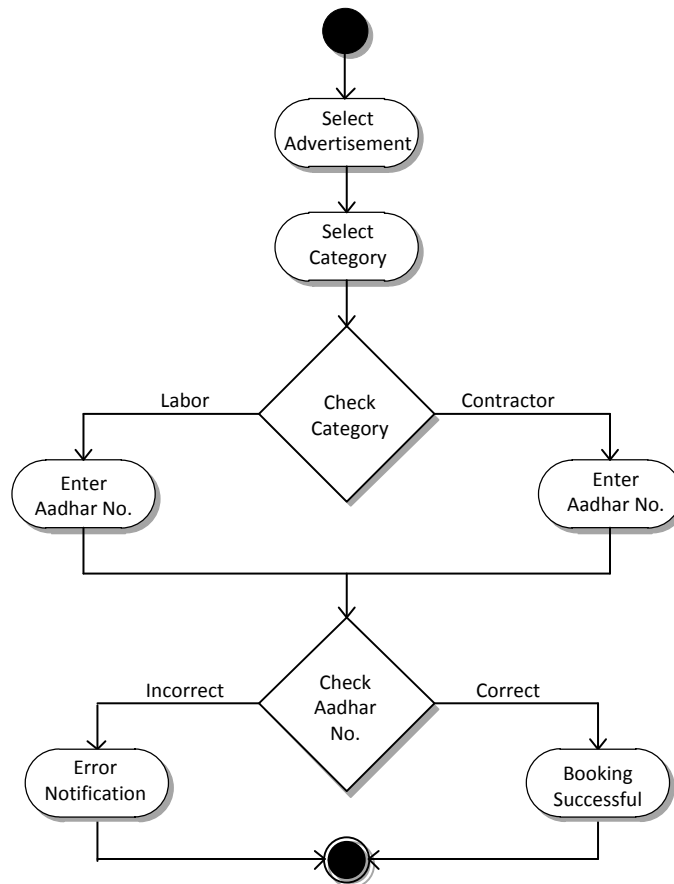 Select
Advertisement
Select
Category
Check
Category
Labor
Contractor
Enter
Aadhar No.
Enter
Aadhar No.
Check
Aadhar
No.
Incorrect
Correct
Error
Notification
Booking
Successful